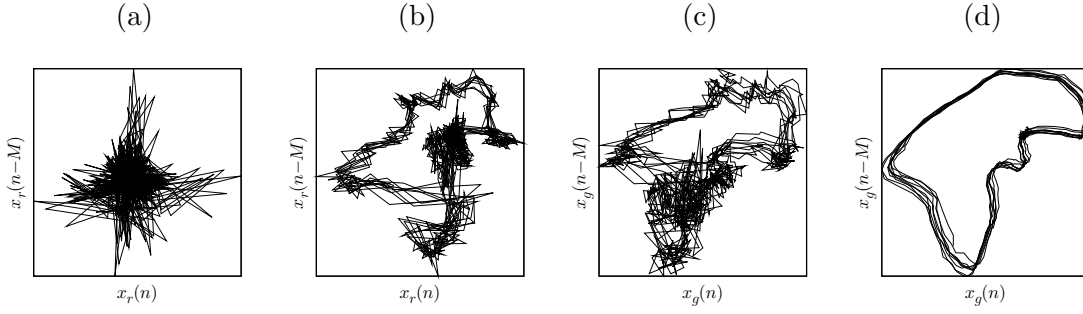 (a) (b) (c) (d)
x_r(n−M) x_r(n−M) x_g(n−M) x_g(n−M)
x_r(n) x_r(n) x_g(n) x_g(n)